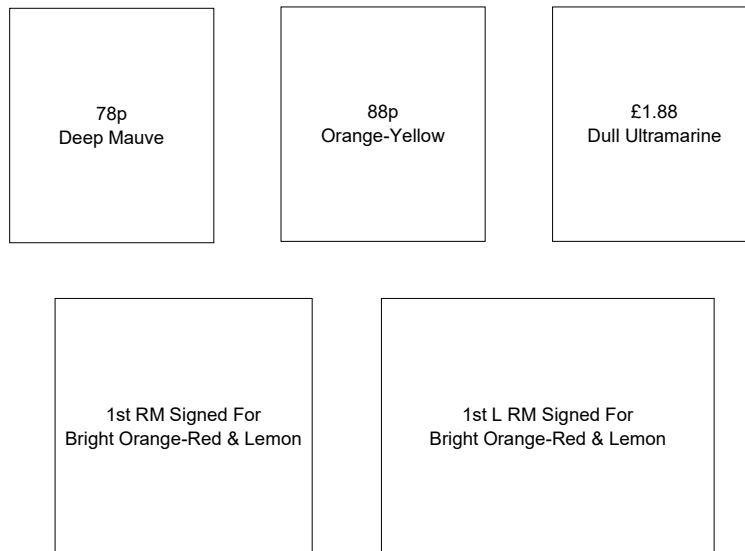 78p
Deep Mauve
88p
Orange-Yellow
£1.88
Dull Ultramarine
1st RM Signed For
Bright Orange-Red & Lemon
1st L RM Signed For
Bright Orange-Red & Lemon